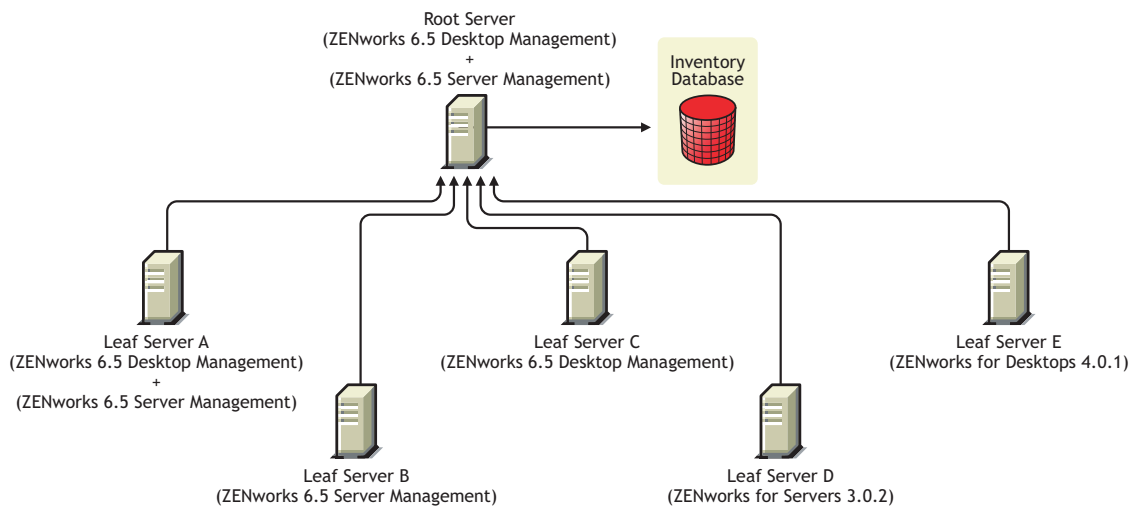 Root Server
(ZENworks 6.5 Desktop Management)
+
(ZENworks 6.5 Server Management)
Inventory
Database
Leaf Server A
(ZENworks 6.5 Desktop Management)
+
(ZENworks 6.5 Server Management)
Leaf Server C
(ZENworks 6.5 Desktop Management)
Leaf Server E
(ZENworks for Desktops 4.0.1)
Leaf Server B
(ZENworks 6.5 Server Management)
Leaf Server D
(ZENworks for Servers 3.0.2)